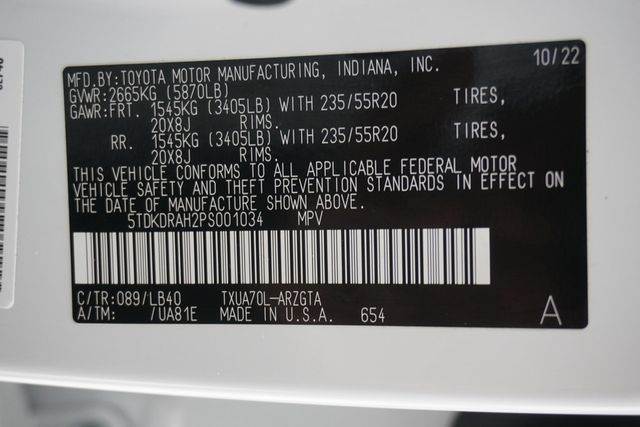 MFD.BY:TOYOTA MOTOR MANUFACTURING, INDIANA, INC. 10/22
GVWR:2665KG (5870LB)
GAWR:FRT. 1545KG (3405LB) WITH 235/55R20 TIRES,
20X8J RIMS.
RR. 1545KG (3405LB) WITH 235/55R20 TIRES,
20X8J RIMS.
THIS VEHICLE CONFORMS TO ALL APPLICABLE FEDERAL MOTOR
VEHICLE SAFETY AND THEFT PREVENTION STANDARDS IN EFFECT ON
THE DATE OF MANUFACTURE SHOWN ABOVE.
5TDKDRAH2PS001034 MPV
C/TR:089/LB40 TXUA70L-ARZGTA
A/TM: /UA81E MADE IN U.S.A. 654 A